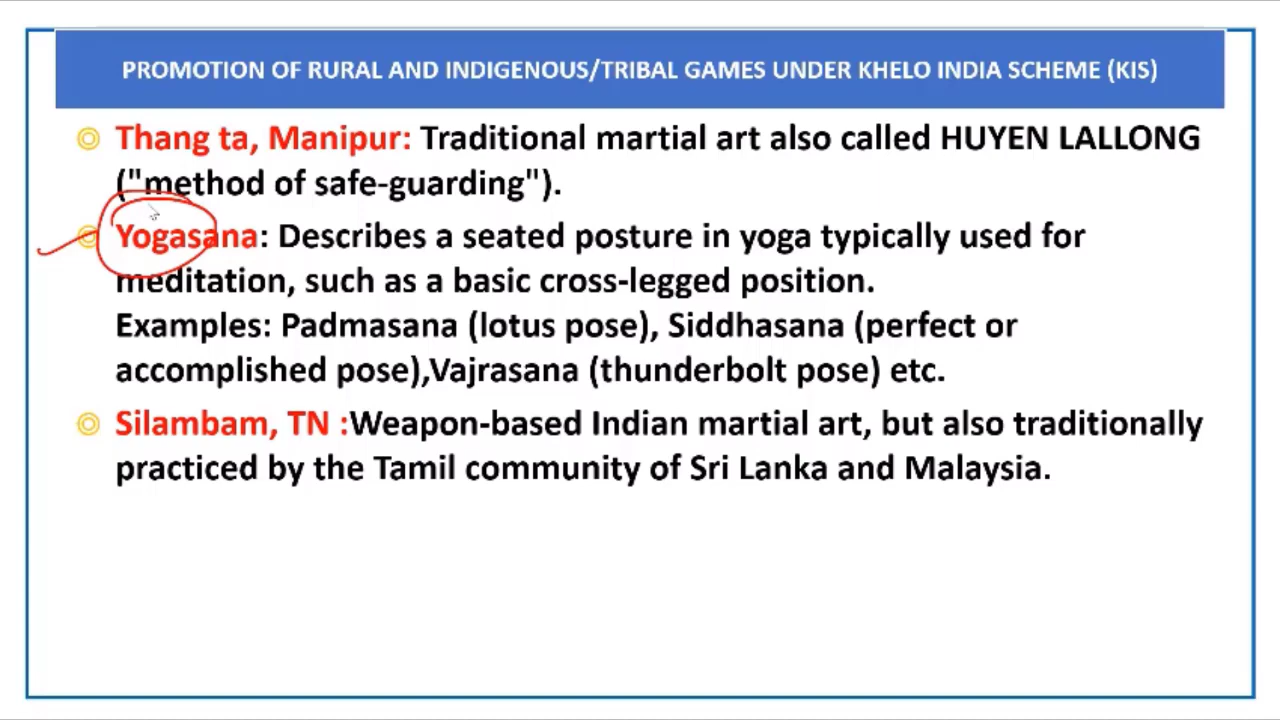 PROMOTION OF RURAL AND INDIGENOUS/TRIBAL GAMES UNDER KHELO INDIA SCHEME (KIS)
Thang ta, Manipur: Traditional martial art also called HUYEN LALLONG
("method of safe-guarding").
Yogasana: Describes a seated posture in yoga typically used for
meditation, such as a basic cross-legged position.
Examples: Padmasana (lotus pose), Siddhasana (perfect or
accomplished pose),Vajrasana (thunderbolt pose) etc.
Silambam, TN :Weapon-based Indian martial art, but also traditionally
practiced by the Tamil community of Sri Lanka and Malaysia.